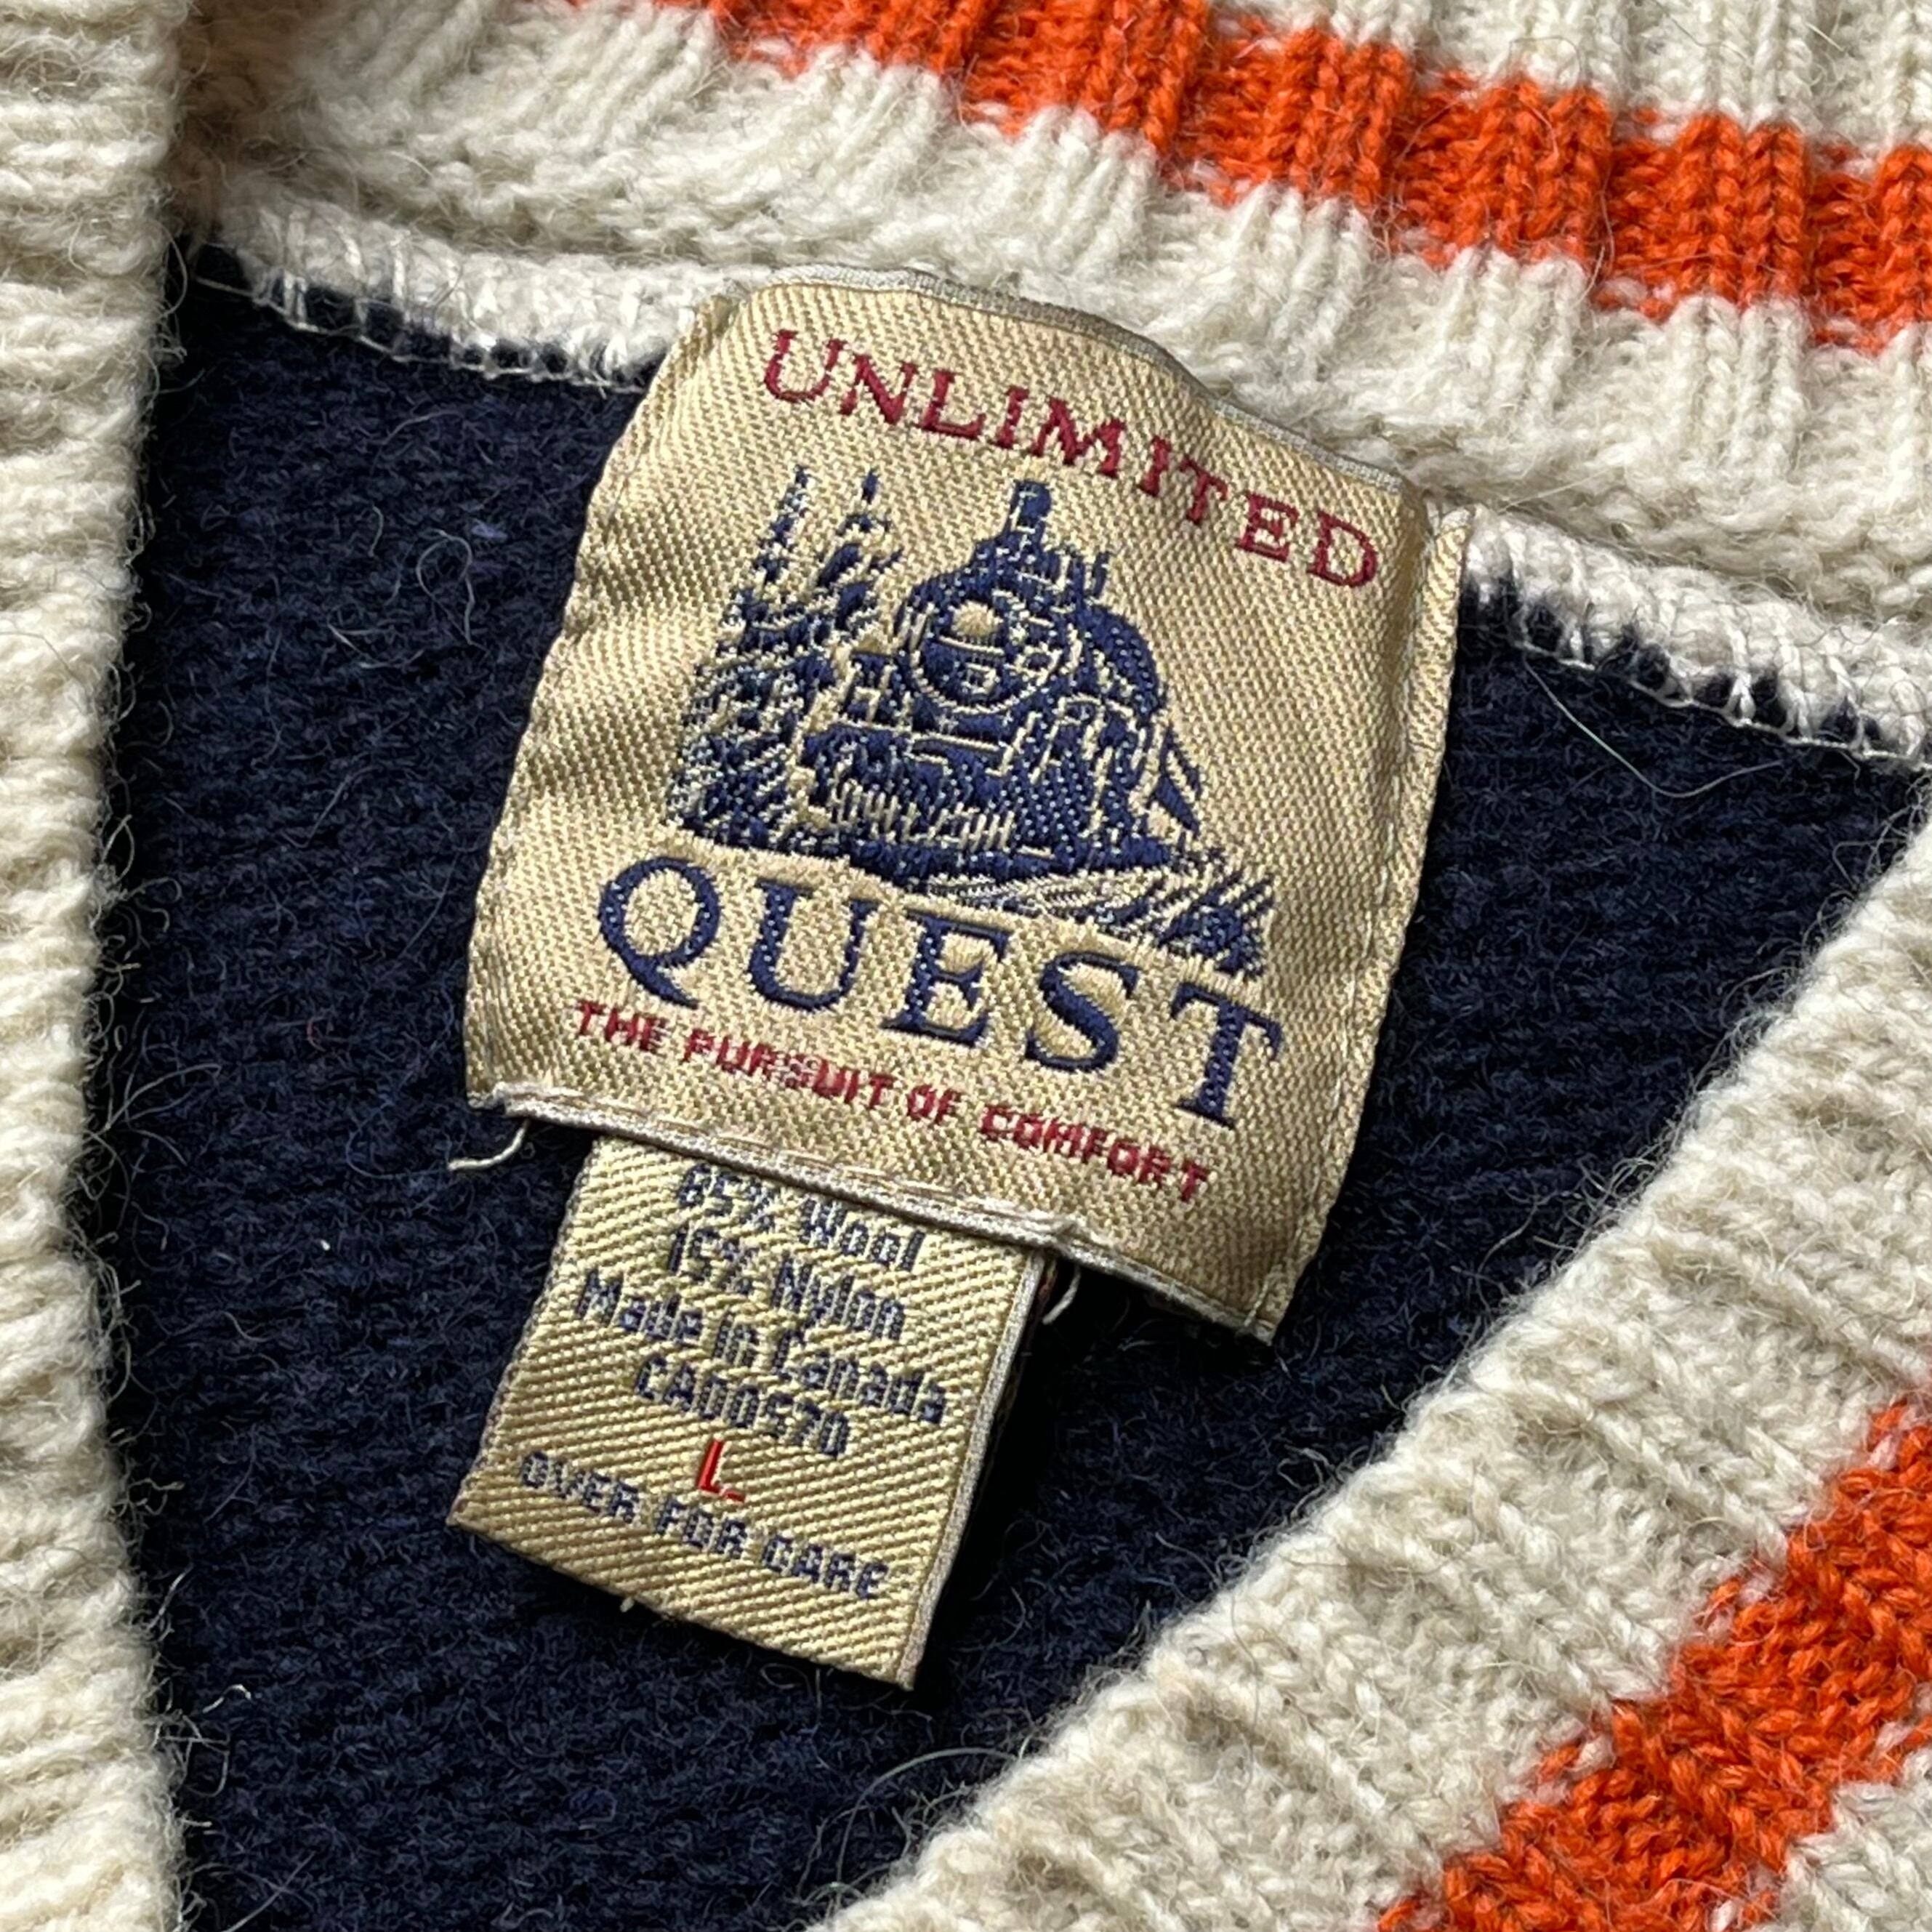 UNLIMITED
QUEST
THE PURSUIT OF COMFORT
85% Wool
15% Nylon
Made In Canada
CA00570
L
OVER FOR CARE